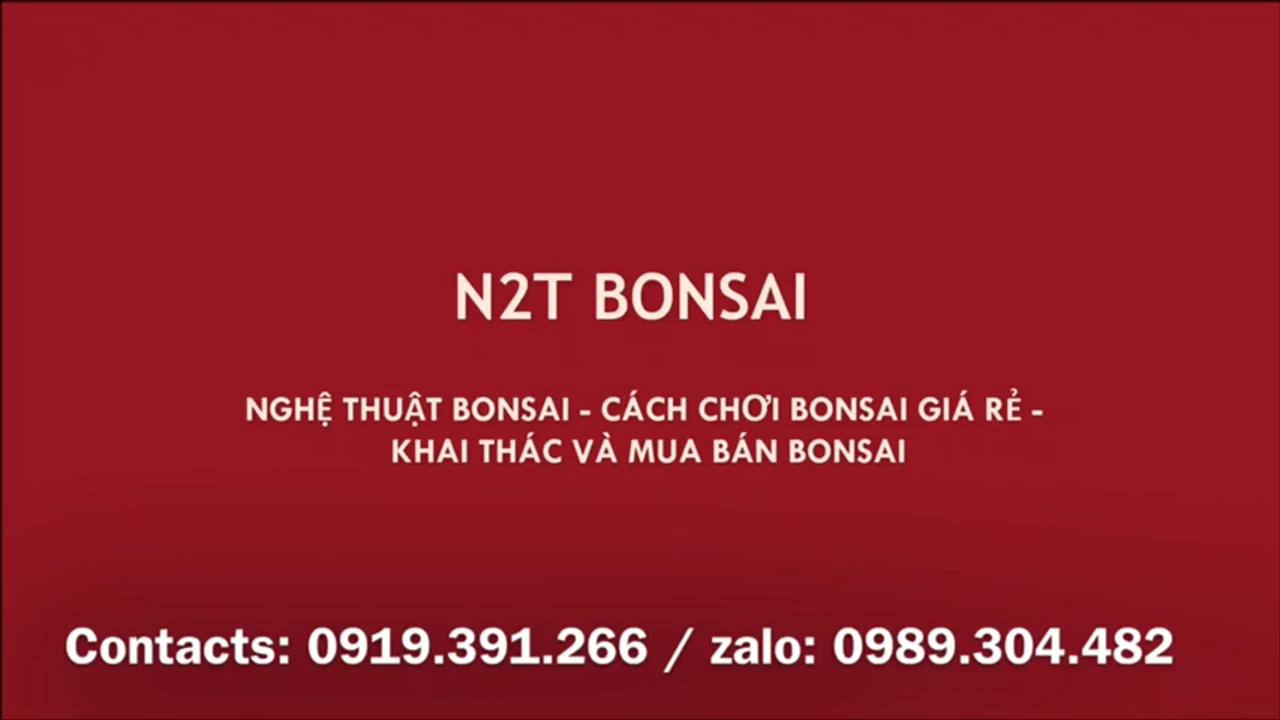 N2T BONSAI
NGHỆ THUẬT BONSAI - CÁCH CHƠI BONSAI GIÁ RẺ -
KHAI THÁC VÀ MUA BÁN BONSAI
Contacts: 0919.391.266 / zalo: 0989.304.482